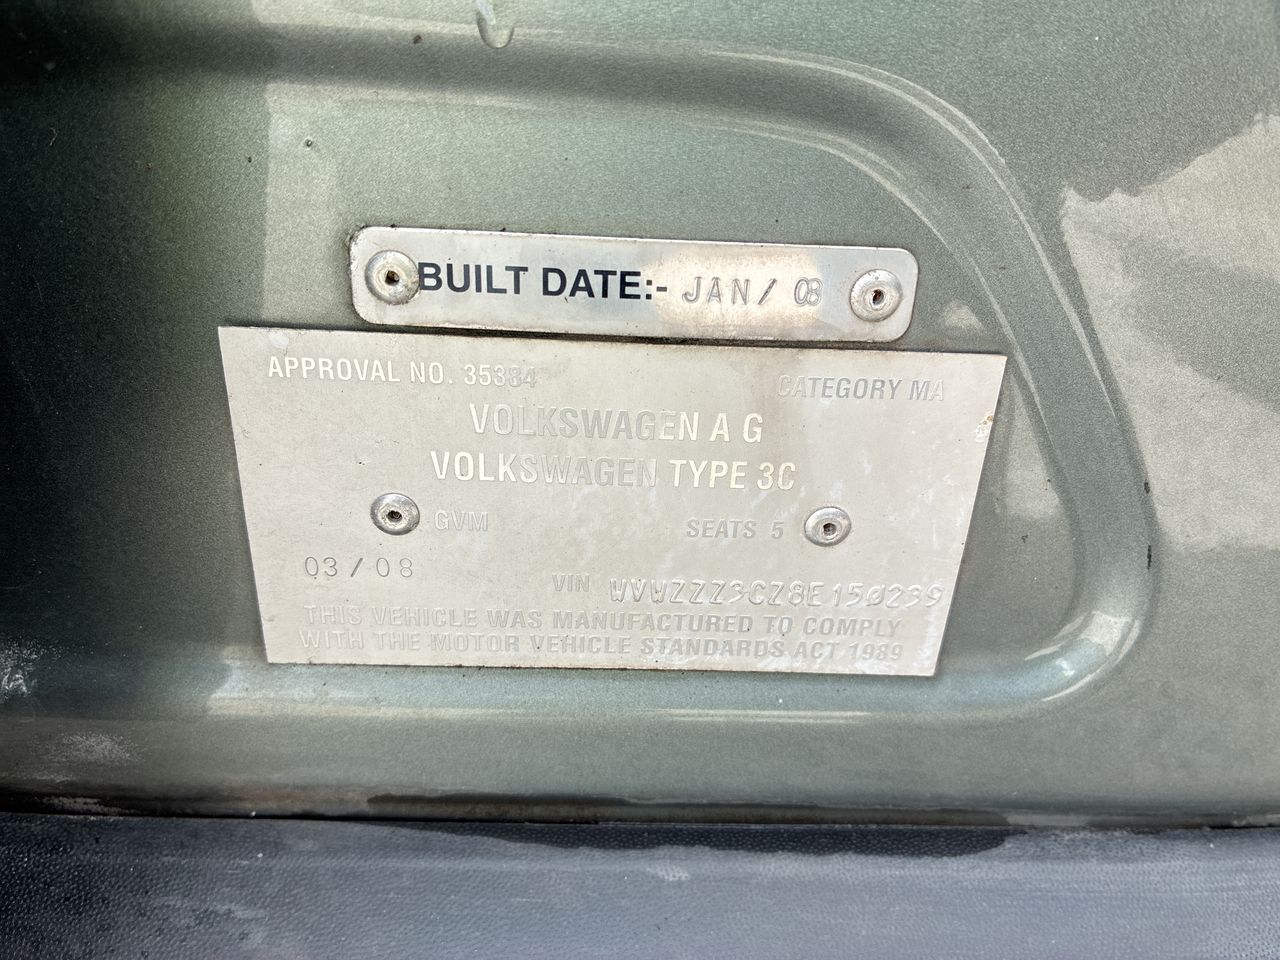 BUILT DATE:- JAN/ 08
APPROVAL NO. 35384 CATEGORY MA
VOLKSWAGEN A G
VOLKSWAGEN TYPE 3C
GVM SEATS 5
03/08
VIN WVWZZZ3CZ8E150239
THIS VEHICLE WAS MANUFACTURED TO COMPLY
WITH THE MOTOR VEHICLE STANDARDS ACT 1989